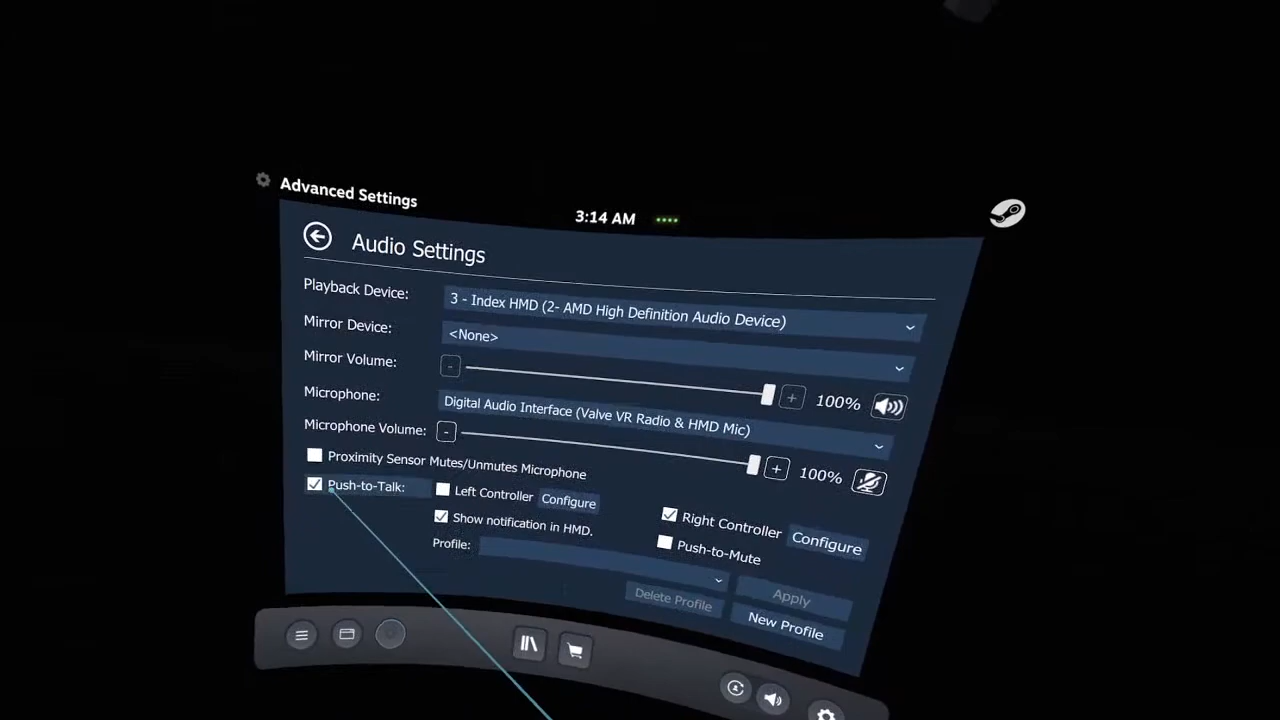 Advanced Settings
3:14 AM
Audio Settings
Playback Device: 3 - Index HMD (2- AMD High Definition Audio Device)
Mirror Device: <None>
Mirror Volume: - + 100%
Microphone: Digital Audio Interface (Valve VR Radio & HMD Mic)
Microphone Volume: - + 100%
Proximity Sensor Mutes/Unmutes Microphone
Push-to-Talk: Left Controller Configure Right Controller Configure
Show notification in HMD. Push-to-Mute
Profile:
Delete Profile Apply
New Profile